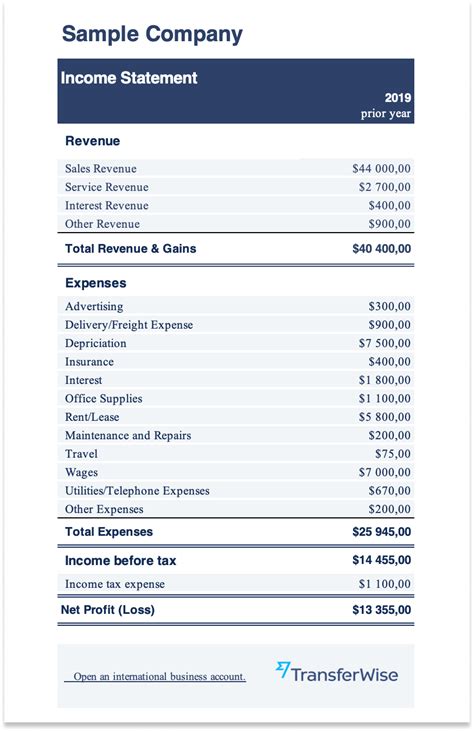 Sample Company
Income Statement
2019
prior year
Revenue
Sales Revenue $44 000,00
Service Revenue $2 700,00
Interest Revenue $400,00
Other Revenue $900,00
Total Revenue & Gains $40 400,00
Expenses
Advertising $300,00
Delivery/Freight Expense $900,00
Depriciation $7 500,00
Insurance $400,00
Interest $1 800,00
Office Supplies $1 100,00
Rent/Lease $5 800,00
Maintenance and Repairs $200,00
Travel $75,00
Wages $7 000,00
Utilities/Telephone Expenses $670,00
Other Expenses $200,00
Total Expenses $25 945,00
Income before tax $14 455,00
Income tax expense $1 100,00
Net Profit (Loss) $13 355,00
Open an international business account. TransferWise